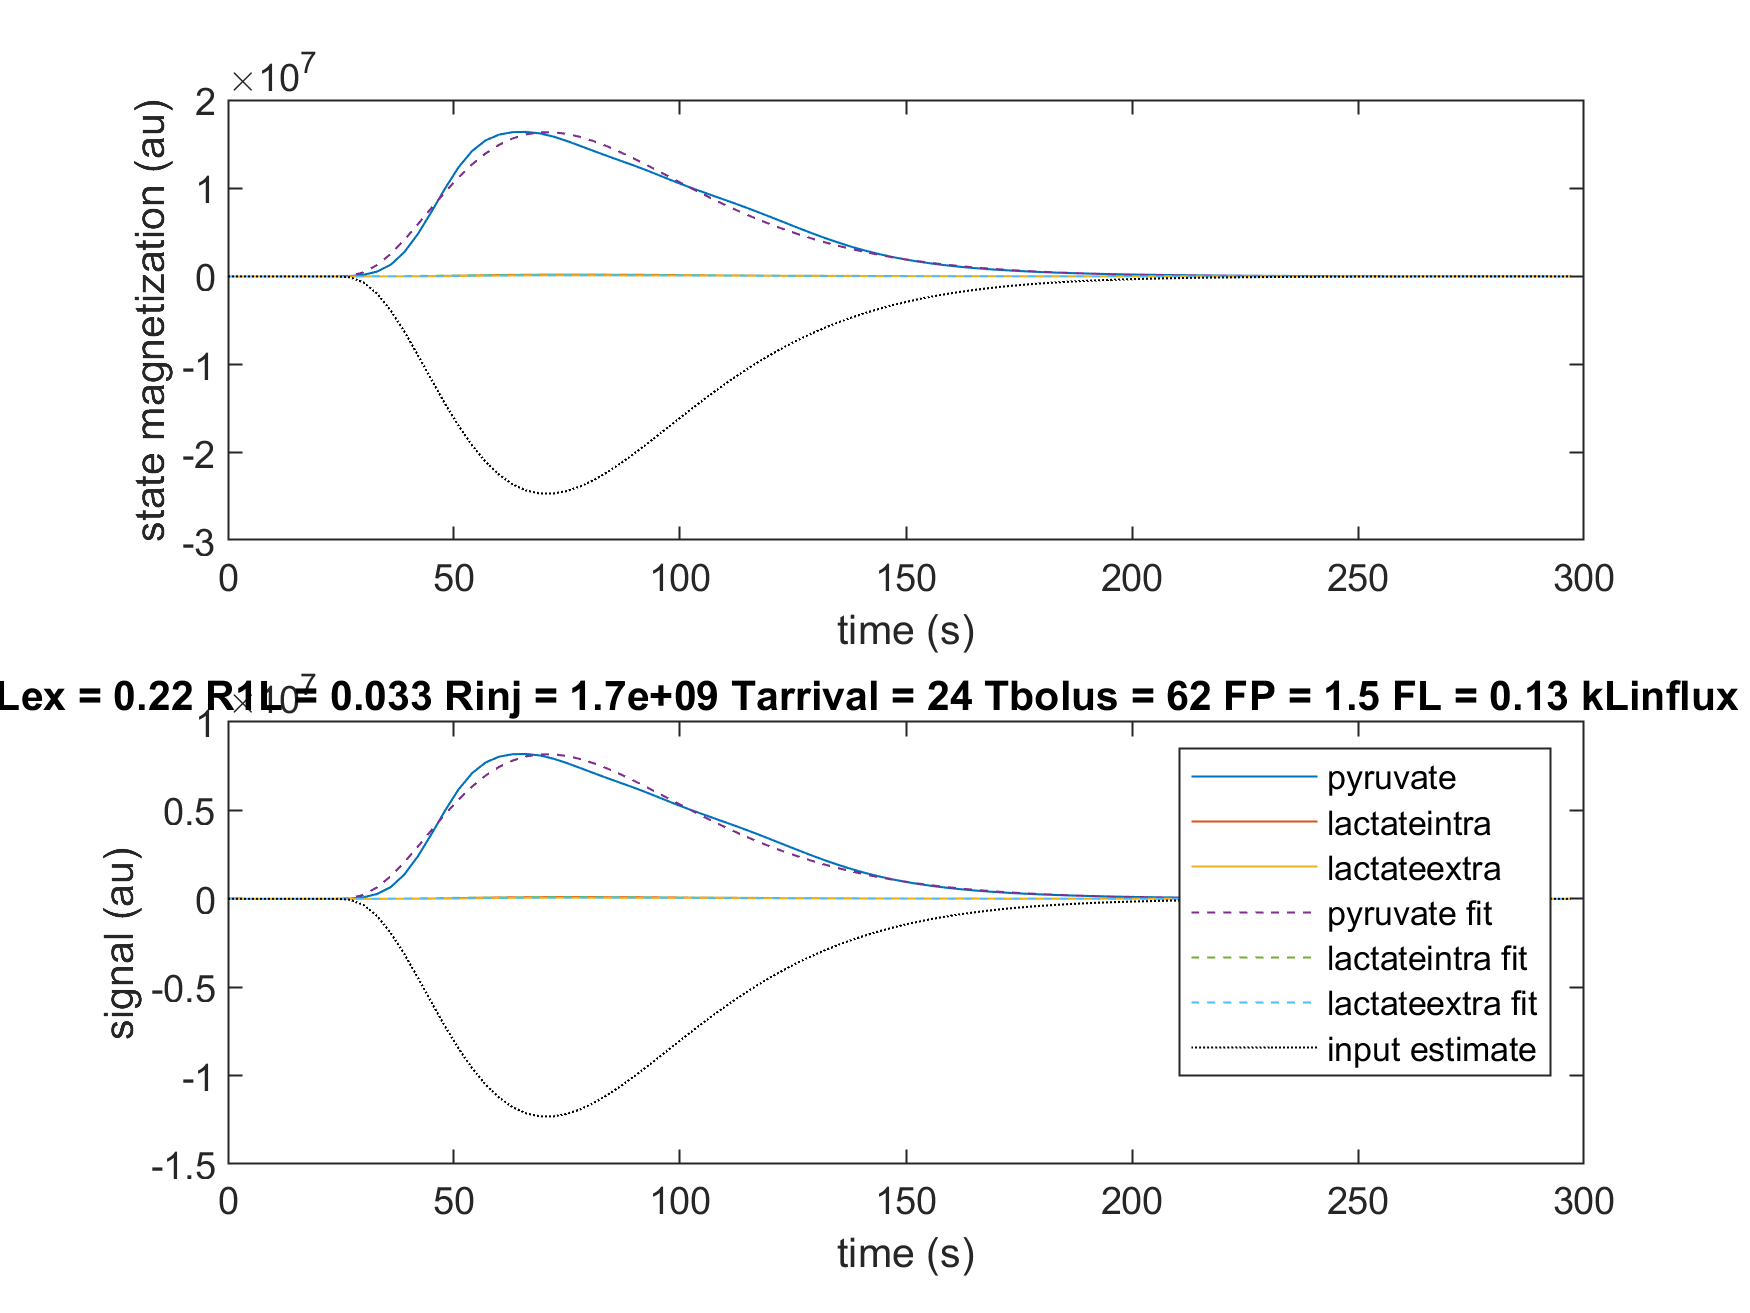 ×10^7
2
1
0
-1
-2
-3
state magnetization (au)
0 50 100 150 200 250 300
time (s)
Lex = 0.22 R1L = 0.033 Rinj = 1.7e+09 Tarrival = 24 Tbolus = 62 FP = 1.5 FL = 0.13 kLinflux
×10^7
1
0.5
0
-0.5
-1
-1.5
signal (au)
pyruvate
lactateintra
lactateextra
pyruvate fit
lactateintra fit
lactateextra fit
input estimate
0 50 100 150 200 250 300
time (s)